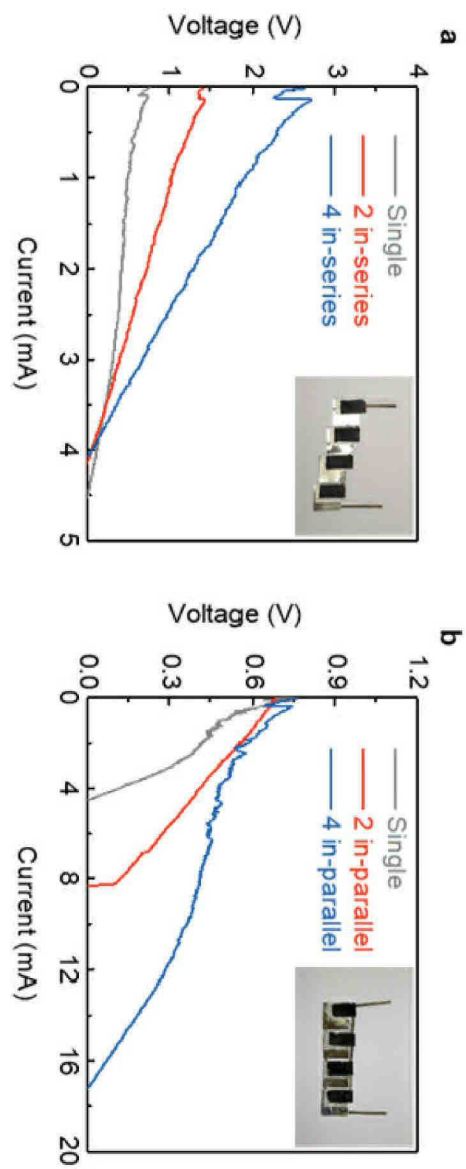 a
Voltage (V)
4
3
2
1
0
Single
2 in-series
4 in-series
0
1
2
3
4
5
Current (mA)
b
Voltage (V)
1.2
0.9
0.6
0.3
0.0
Single
2 in-parallel
4 in-parallel
0
4
8
12
16
20
Current (mA)